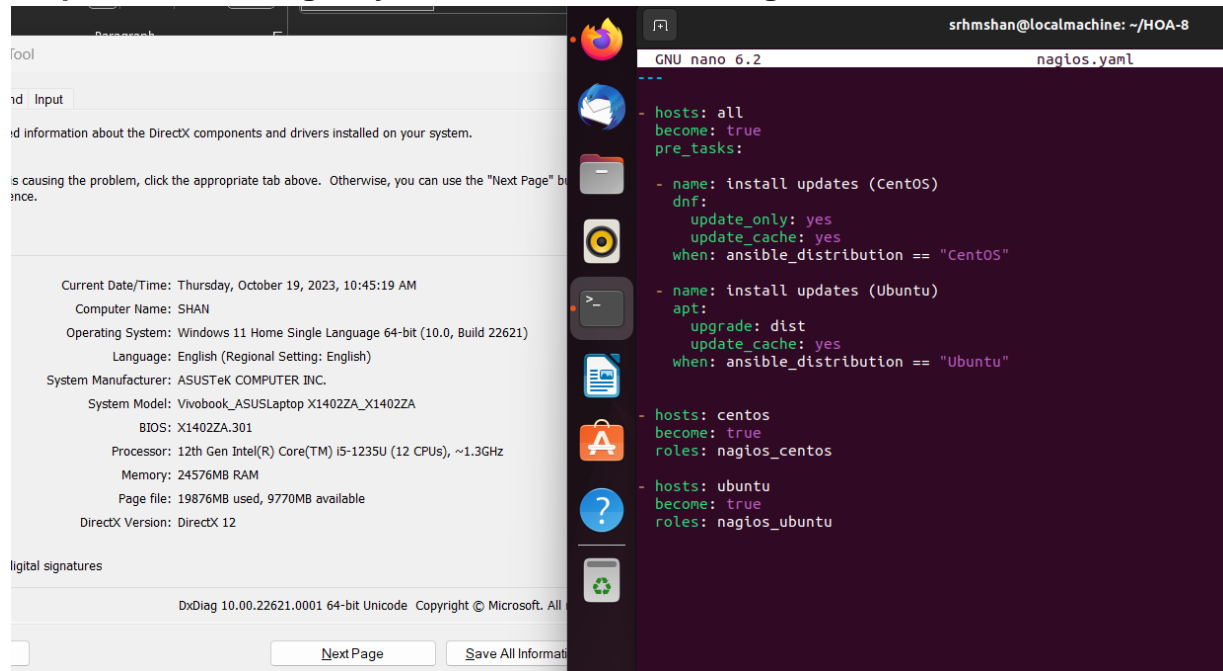 Tool
Input
information about the DirectX components and drivers installed on your system.
causing the problem, click the appropriate tab above. Otherwise, you can use the "Next Page"
Current Date/Time: Thursday, October 19, 2023, 10:45:19 AM
Computer Name: SHAN
Operating System: Windows 11 Home Single Language 64-bit (10.0, Build 22621)
Language: English (Regional Setting: English)
System Manufacturer: ASUSTeK COMPUTER INC.
System Model: Vivobook_ASUSLaptop X1402ZA_X1402ZA
BIOS: X1402ZA.301
Processor: 12th Gen Intel(R) Core(TM) i5-1235U (12 CPUs), ~1.3GHz
Memory: 24576MB RAM
Page file: 19876MB used, 9770MB available
DirectX Version: DirectX 12
digital signatures
DxDiag 10.00.22621.0001 64-bit Unicode Copyright © Microsoft. All
Next Page Save All
srhmshan@localmachine: ~/HOA-8
GNU nano 6.2 nagios.yaml
---
- hosts: all
become: true
pre_tasks:
- name: install updates (CentOS)
dnf:
update_only: yes
update_cache: yes
when: ansible_distribution == "CentOS"
- name: install updates (Ubuntu)
apt:
upgrade: dist
update_cache: yes
when: ansible_distribution == "Ubuntu"
- hosts: centos
become: true
roles: nagios_centos
- hosts: ubuntu
become: true
roles: nagios_ubuntu